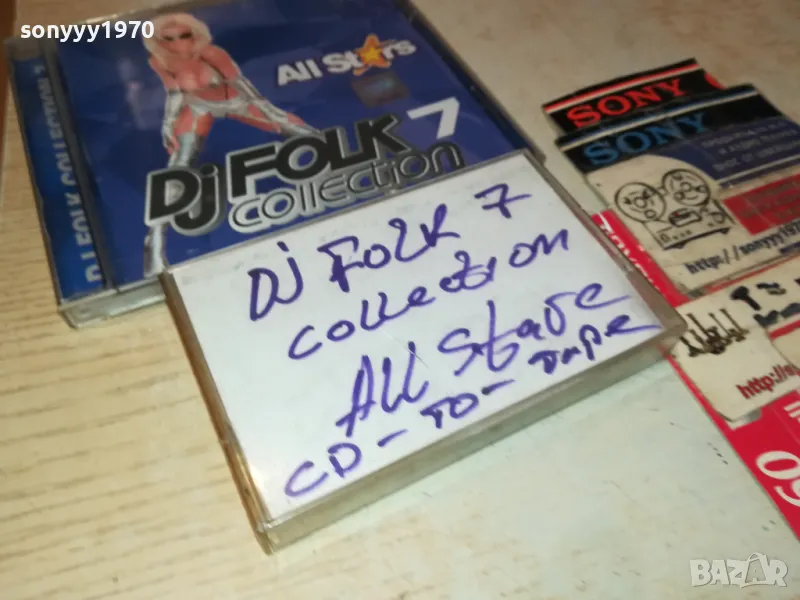 sonyyy1970
DJ FOLK COLLECTION 7
All Stars
Dj FOLK 7
collection
DJ FOLK 7
COLLECTION
ALL Stare
CD-TO-TAPE
SONY
SONY
http://sonyyy197
http://s
BAZAR